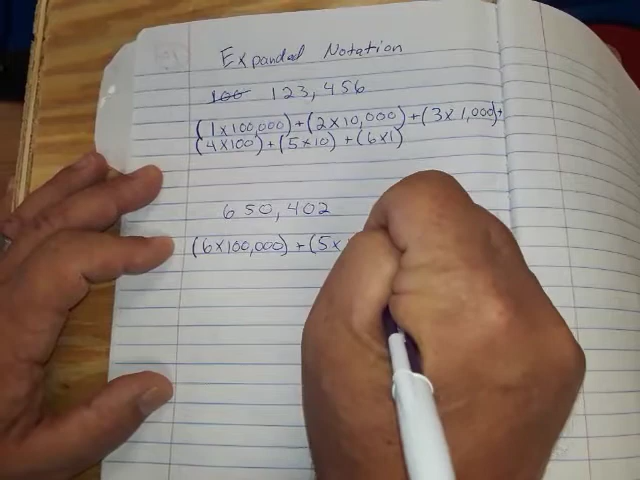 Expanded Notation
100 123,456
(1x100,000)+(2x10,000)+(3x1,000)+
(4x100)+(5x10)+(6x1)
650,402
(6x100,000)+(5x